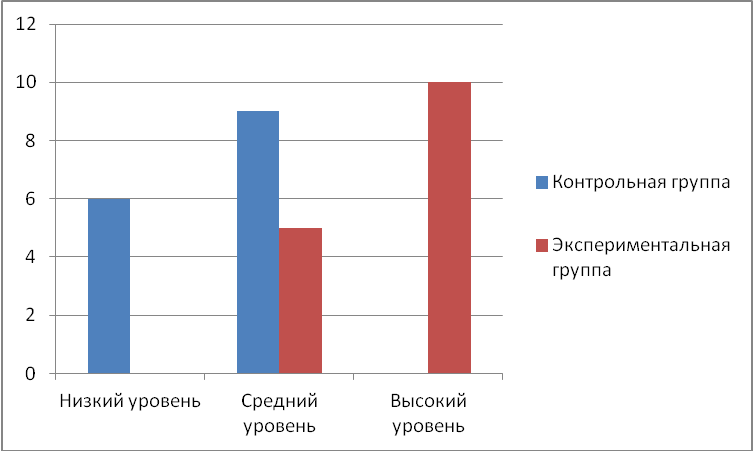 12
10
8
6
4
2
0
Низкий уровень
Средний
уровень
Высокий
уровень
Контрольная группа
Экспериментальная
группа